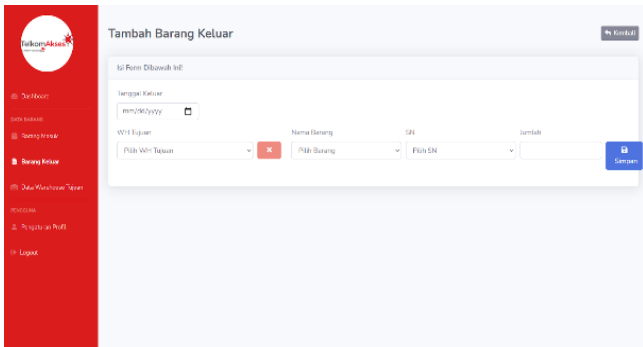 TelkomAkses
Tambah Barang Keluar
Kembali
Isi Form Dibawah Ini!
Dashboard
DATA BARANG
Barang Masuk
Barang Keluar
Data Warehouse Tujuan
PENGGUNA
Pengaturan Profil
Logout
Tanggal Keluar
mm/dd/yyyy
WH Tujuan
Nama Barang
SN
Jumlah
Pilih WH Tujuan
Pilih Barang
Pilih SN
Simpan